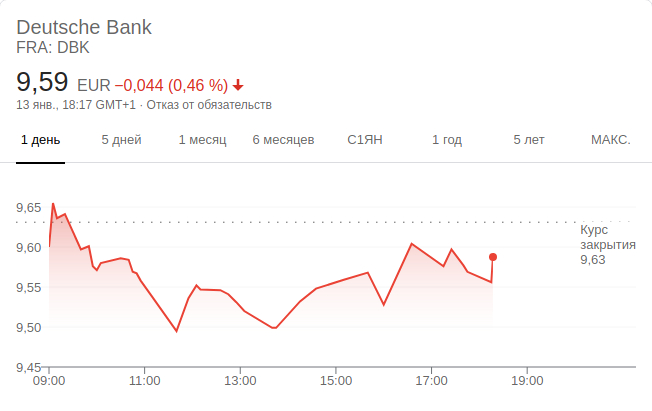 Deutsche Bank
FRA: DBK
9,59 EUR −0,044 (0,46 %)
13 янв., 18:17 GMT+1 · Отказ от обязательств
1 день 5 дней 1 месяц 6 месяцев С1ЯН 1 год 5 лет МАКС.
9,65
9,60
9,55
9,50
9,45
Курс
закрытия
9,63
09:00 11:00 13:00 15:00 17:00 19:00